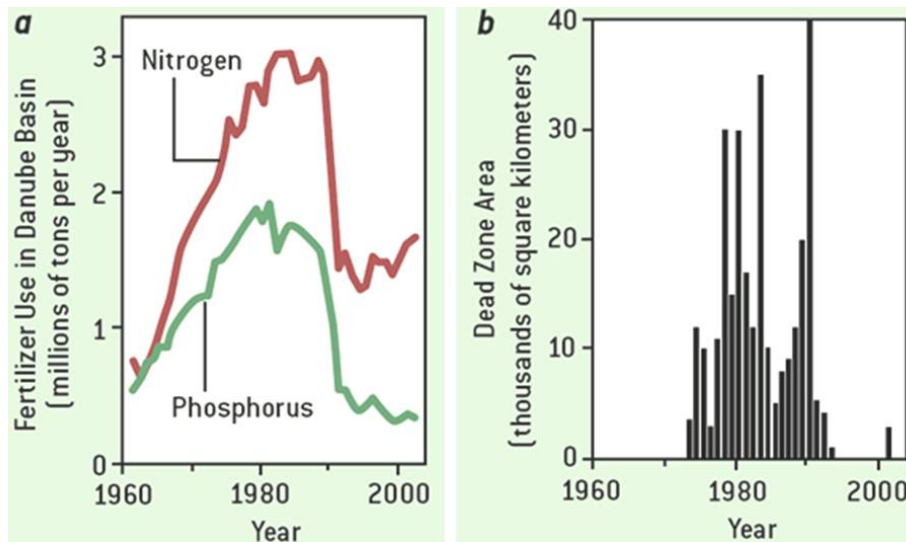 a
Fertilizer Use in Danube Basin
(millions of tons per year)
3
2
1
0
Nitrogen
Phosphorus
1960
1980
2000
Year
b
Dead Zone Area
(thousands of square kilometers)
40
30
20
10
0
1960
1980
2000
Year